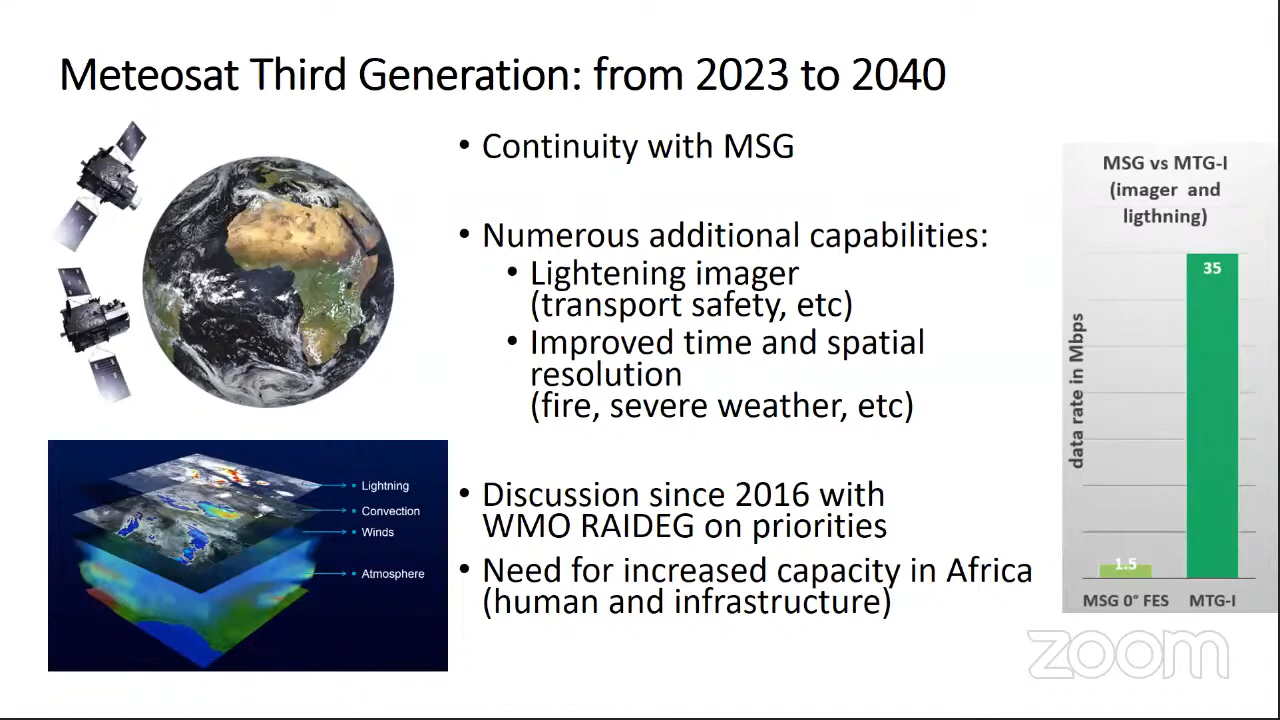 Meteosat Third Generation: from 2023 to 2040
• Continuity with MSG
• Numerous additional capabilities:
• Lightening imager
(transport safety, etc)
• Improved time and spatial
resolution
(fire, severe weather, etc)
• Discussion since 2016 with
WMO RAIDEG on priorities
• Need for increased capacity in Africa
(human and infrastructure)
Lightning
Convection
Winds
Atmosphere
MSG vs MTG-I
(imager and
ligthning)
data rate in Mbps
35
1.5
MSG 0° FES
MTG-I
zoom